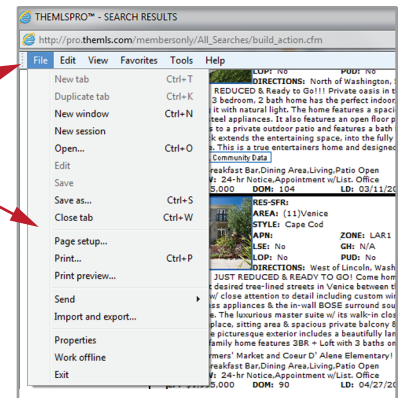 THEMLSPRO™ - SEARCH RESULTS
http://pro.themls.com/membersonly/All_Searches/build_action.cfm
File Edit View Favorites Tools Help
New tab Ctrl+T
Duplicate tab Ctrl+K
New window Ctrl+N
New session
Open... Ctrl+O
Edit
Save
Save as... Ctrl+S
Close tab Ctrl+W
Page setup...
Print... Ctrl+P
Print preview...
Send
Import and export...
Properties
Work offline
Exit
LOP: No PUD: No
DIRECTIONS: North of Washington,
REDUCED & Ready to Go!!! Private oasis in t
3 bedroom, 2 bath home has the perfect indoor
it with natural light. The home features a spaci
teel appliances. It also features an open floor p
s to a private outdoor patio and features a bath
k extends the entertaining space, into the fully
e. This is a true entertainers home and designed
Community Data
reakfast Bar,Dining Area,Living,Patio Open
: 24-hr Notice,Appointment w/List. Office
5.000 DOM: 104 LD: 03/11/20
RES-SFR:
AREA: (11)Venice
STYLE: Cape Cod
APN: ZONE: LAR1
LSE: No GH: N/A
LOP: No PUD: No
DIRECTIONS: West of Lincoln, Wash
JUST REDUCED & READY TO GO! Come hom
t desired tree-lined streets in Venice between t
w/ close attention to detail including custom win
ss appliances & the in-wall BOSE surround sou
e. The luxurious master suite w/ its walk-in clos
place, sitting area & spacious private balcony &
e picturesque exterior includes a beautifully lan
family home features 3BR + Loft with 3 baths on
rmers' Market and Coeur D' Alene Elementary!
reakfast Bar,Dining Area,Living,Patio Open
: 24-hr Notice,Appointment w/List. Office
5.000 DOM: 90 LD: 04/27/20